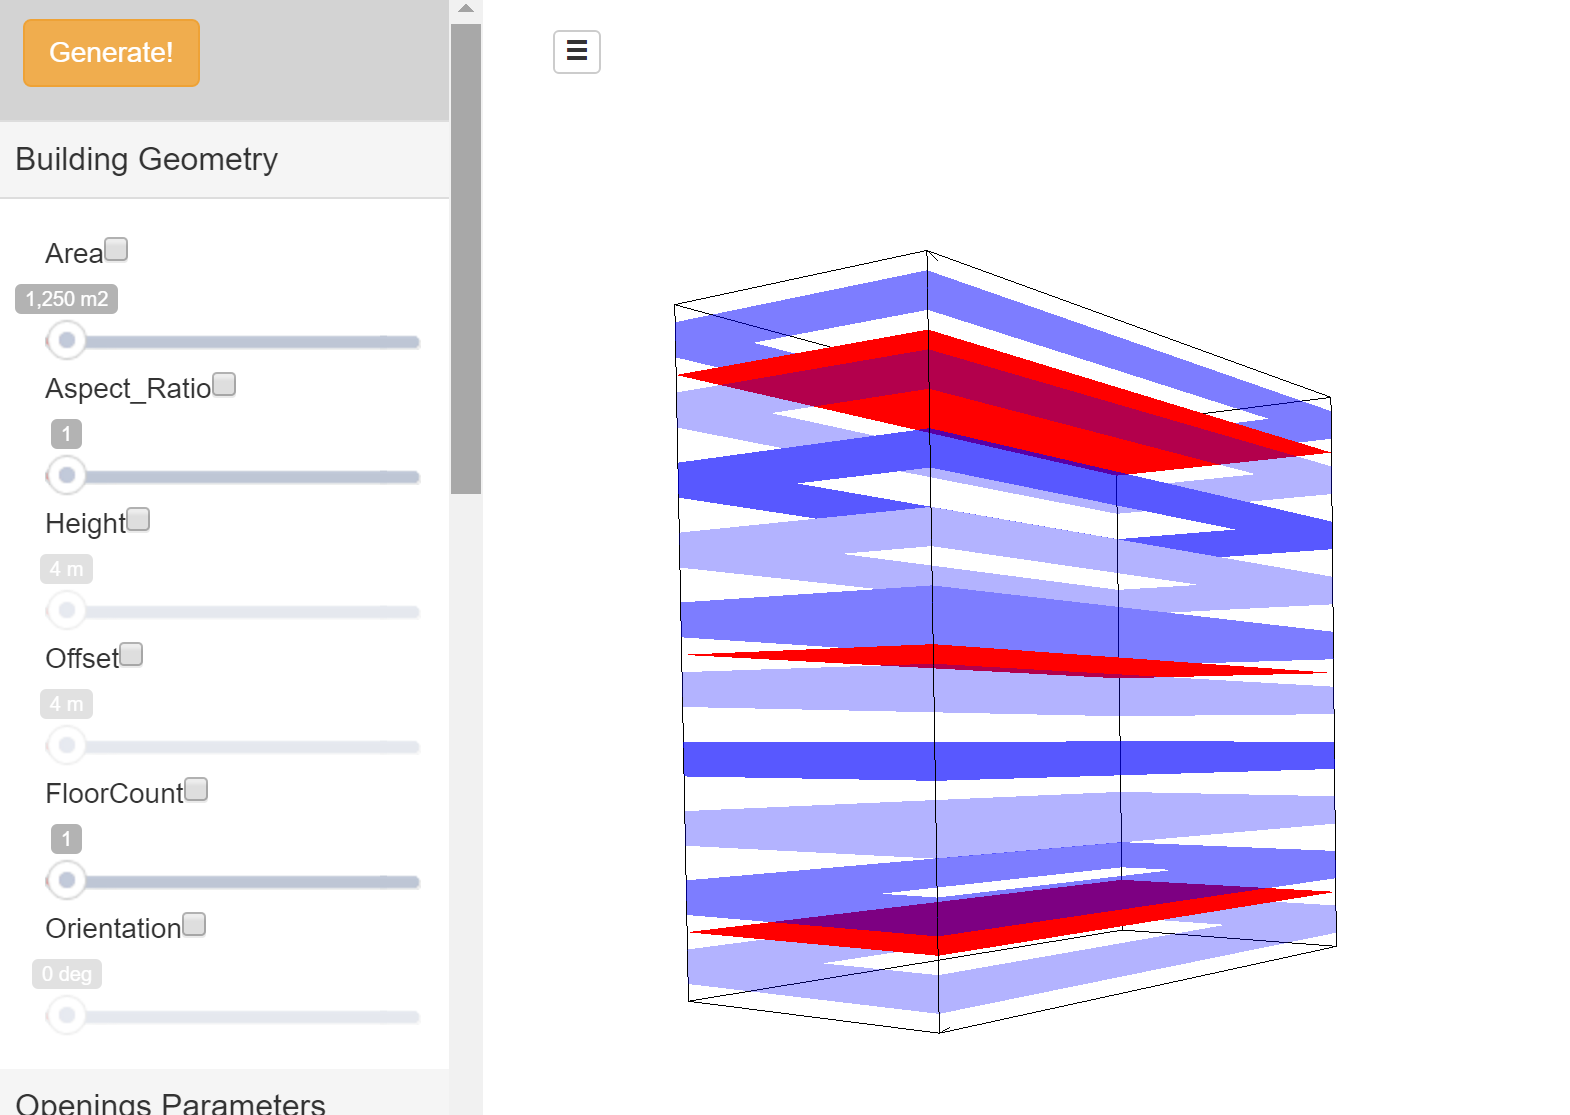 Generate!
Building Geometry
Area
1,250 m2
Aspect_Ratio
1
Height
4 m
Offset
4 m
FloorCount
1
Orientation
0 deg
Openings Parameters